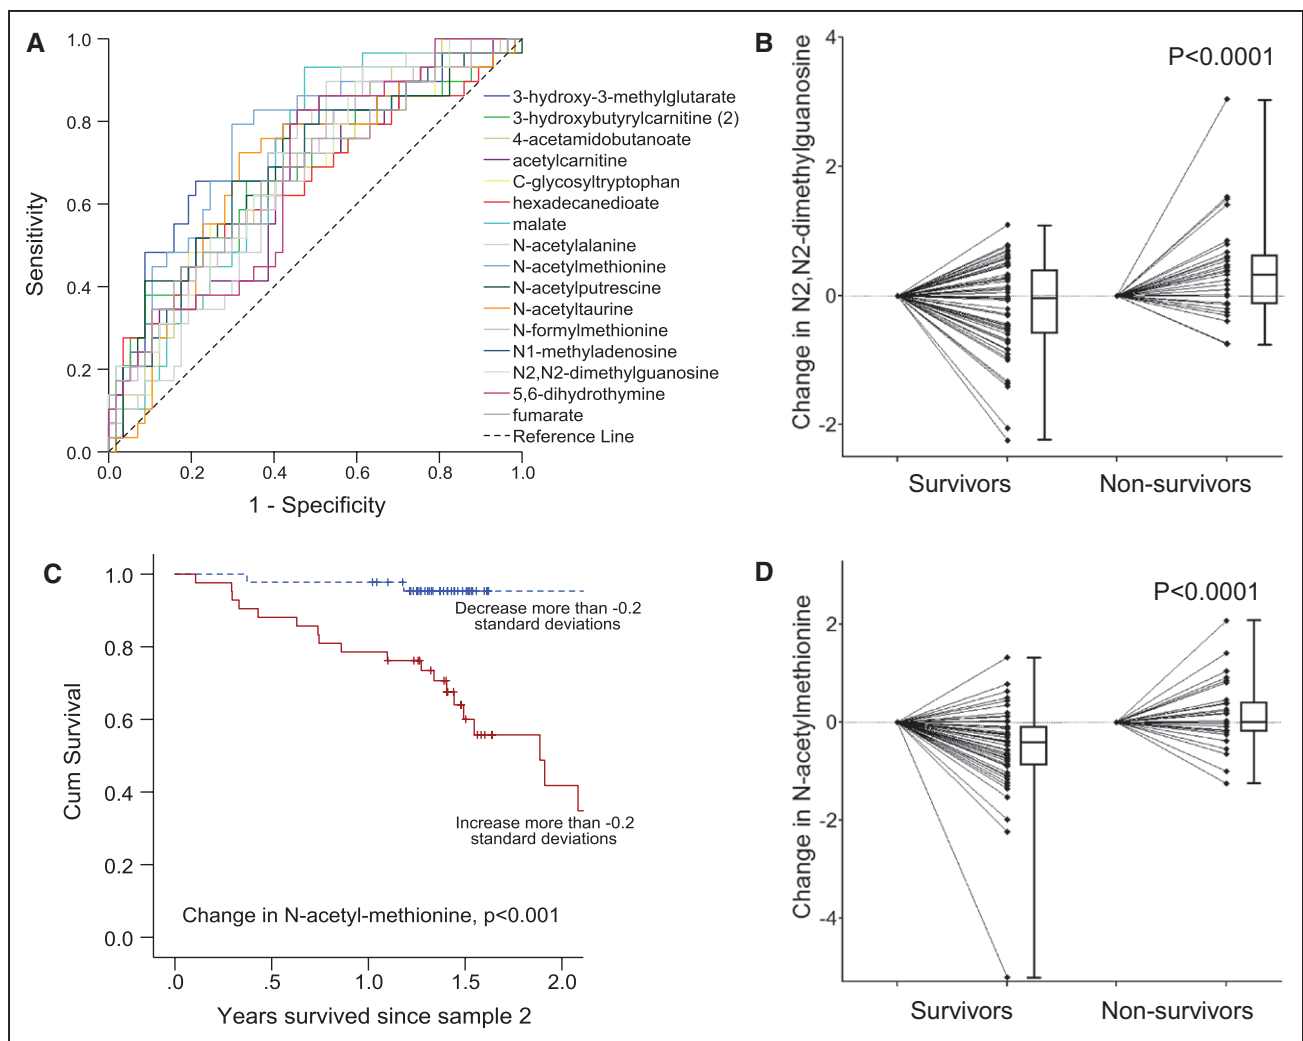 A
1.0
0.8
0.6
0.4
0.2
0.0
Sensitivity
0.0 0.2 0.4 0.6 0.8 1.0
1 - Specificity
3-hydroxy-3-methylglutarate
3-hydroxybutyrylcarnitine (2)
4-acetamidobutanoate
acetylcarnitine
C-glycosyltryptophan
hexadecanedioate
malate
N-acetylalanine
N-acetylmethionine
N-acetylputrescine
N-acetyltaurine
N-formylmethionine
N1-methyladenosine
N2,N2-dimethylguanosine
5,6-dihydrothymine
fumarate
Reference Line
B
P<0.0001
Change in N2,N2-dimethylguanosine
4
2
0
-2
Survivors Non-survivors
C
1.0
0.8
0.6
0.4
0.2
0.0
Cum Survival
Decrease more than -0.2
standard deviations
Increase more than -0.2
standard deviations
Change in N-acetyl-methionine, p<0.001
.0 .5 1.0 1.5 2.0
Years survived since sample 2
D
P<0.0001
Change in N-acetylmethionine
2
0
-2
-4
Survivors Non-survivors